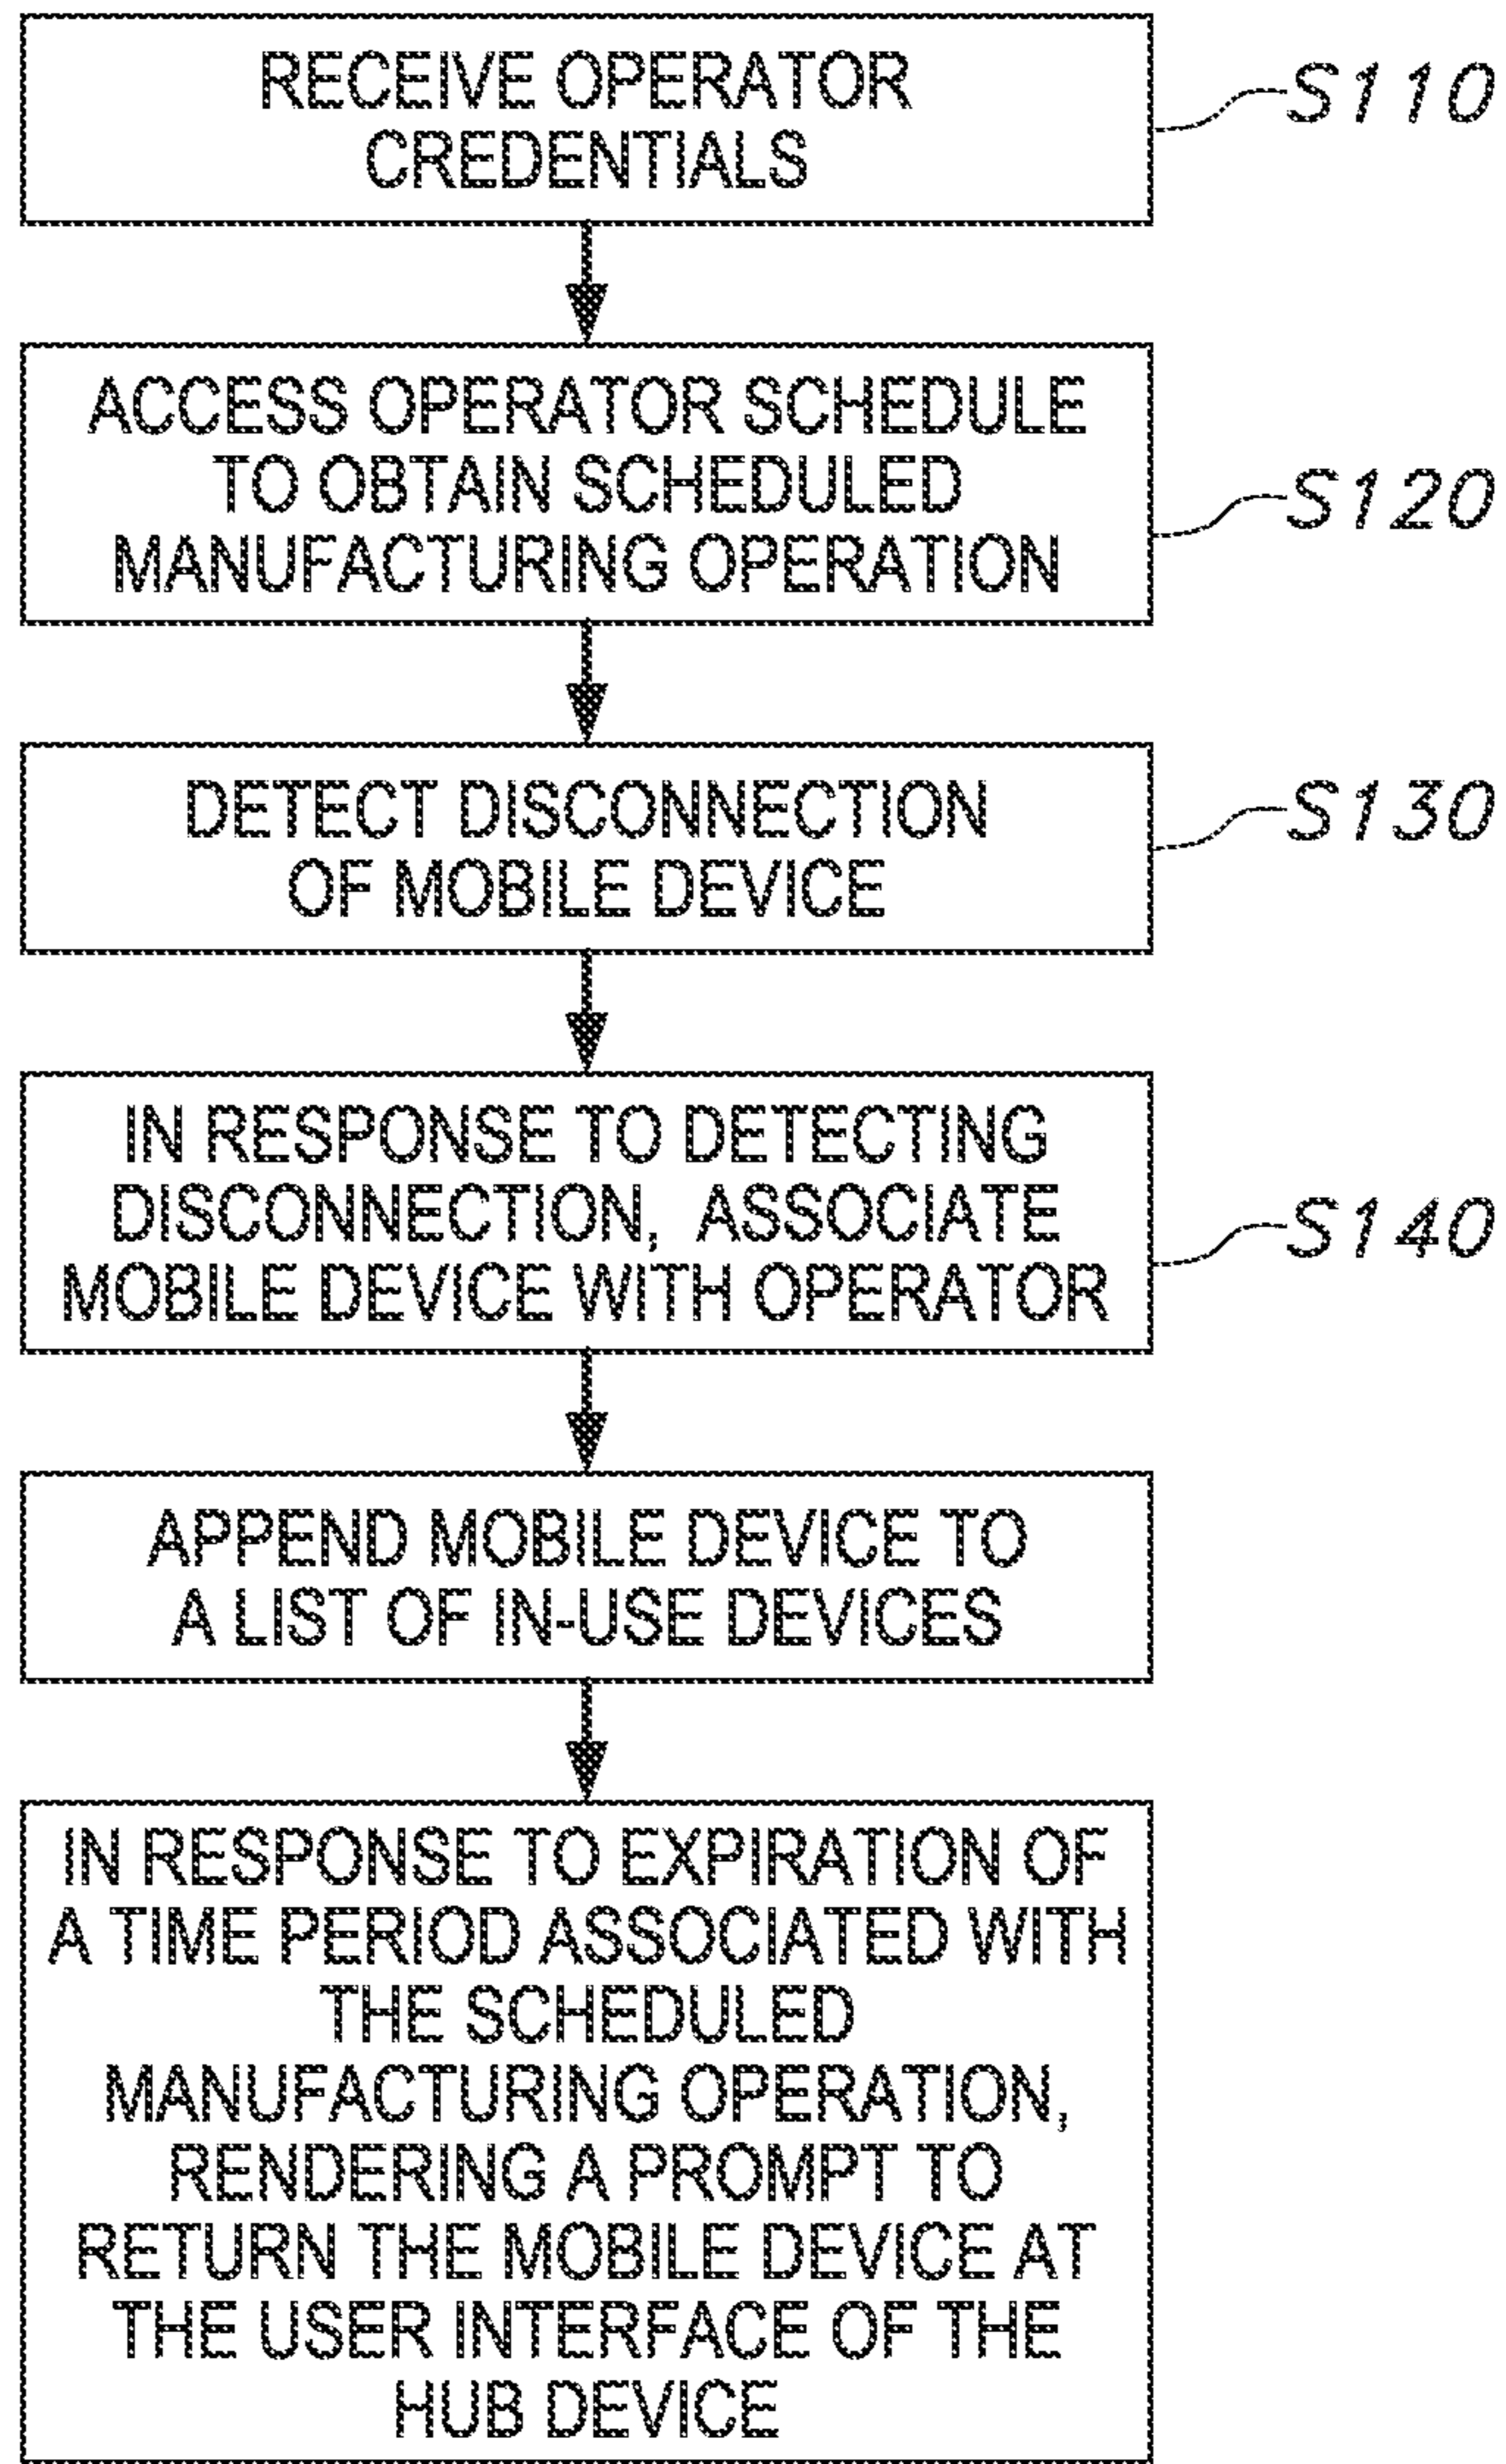 RECEIVE OPERATOR
CREDENTIALS
S110
ACCESS OPERATOR SCHEDULE
TO OBTAIN SCHEDULED
MANUFACTURING OPERATION
S120
DETECT DISCONNECTION
OF MOBILE DEVICE
S130
IN RESPONSE TO DETECTING
DISCONNECTION, ASSOCIATE
MOBILE DEVICE WITH OPERATOR
S140
APPEND MOBILE DEVICE TO
A LIST OF IN-USE DEVICES
IN RESPONSE TO EXPIRATION OF
A TIME PERIOD ASSOCIATED WITH
THE SCHEDULED
MANUFACTURING OPERATION,
RENDERING A PROMPT TO
RETURN THE MOBILE DEVICE AT
THE USER INTERFACE OF THE
HUB DEVICE